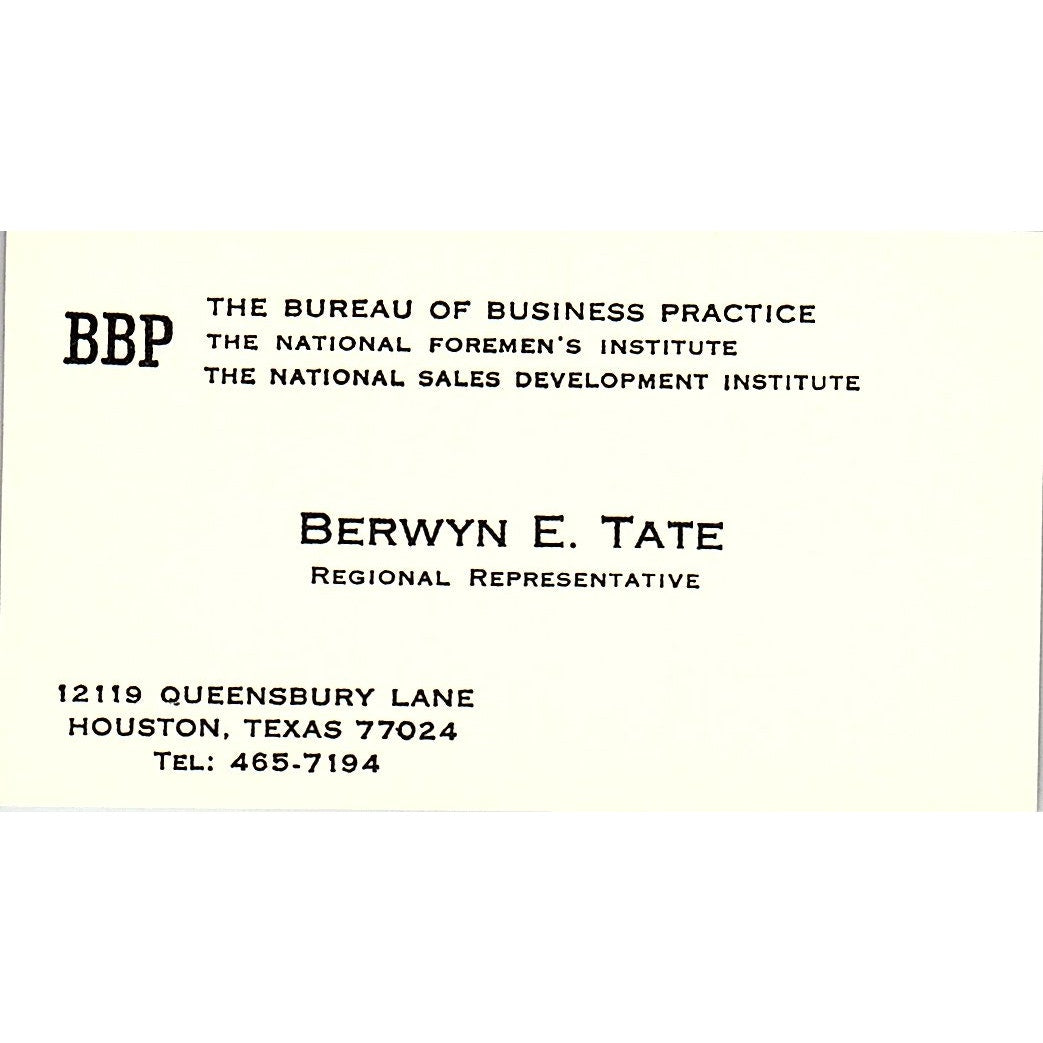 BBP
THE BUREAU OF BUSINESS PRACTICE
THE NATIONAL FOREMEN'S INSTITUTE
THE NATIONAL SALES DEVELOPMENT INSTITUTE
BERWYN E. TATE
REGIONAL REPRESENTATIVE
12119 QUEENSBURY LANE
HOUSTON, TEXAS 77024
TEL: 465-7194